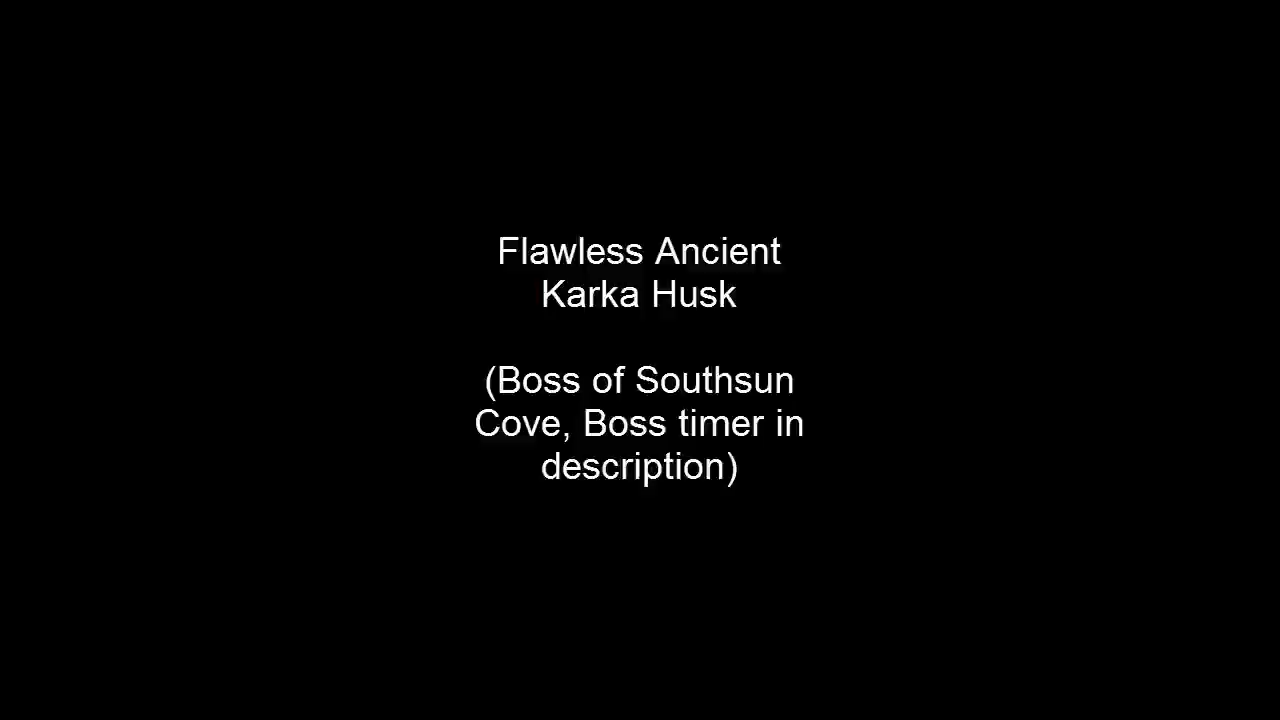 Flawless Ancient
Karka Husk
(Boss of Southsun
Cove, Boss timer in
description)